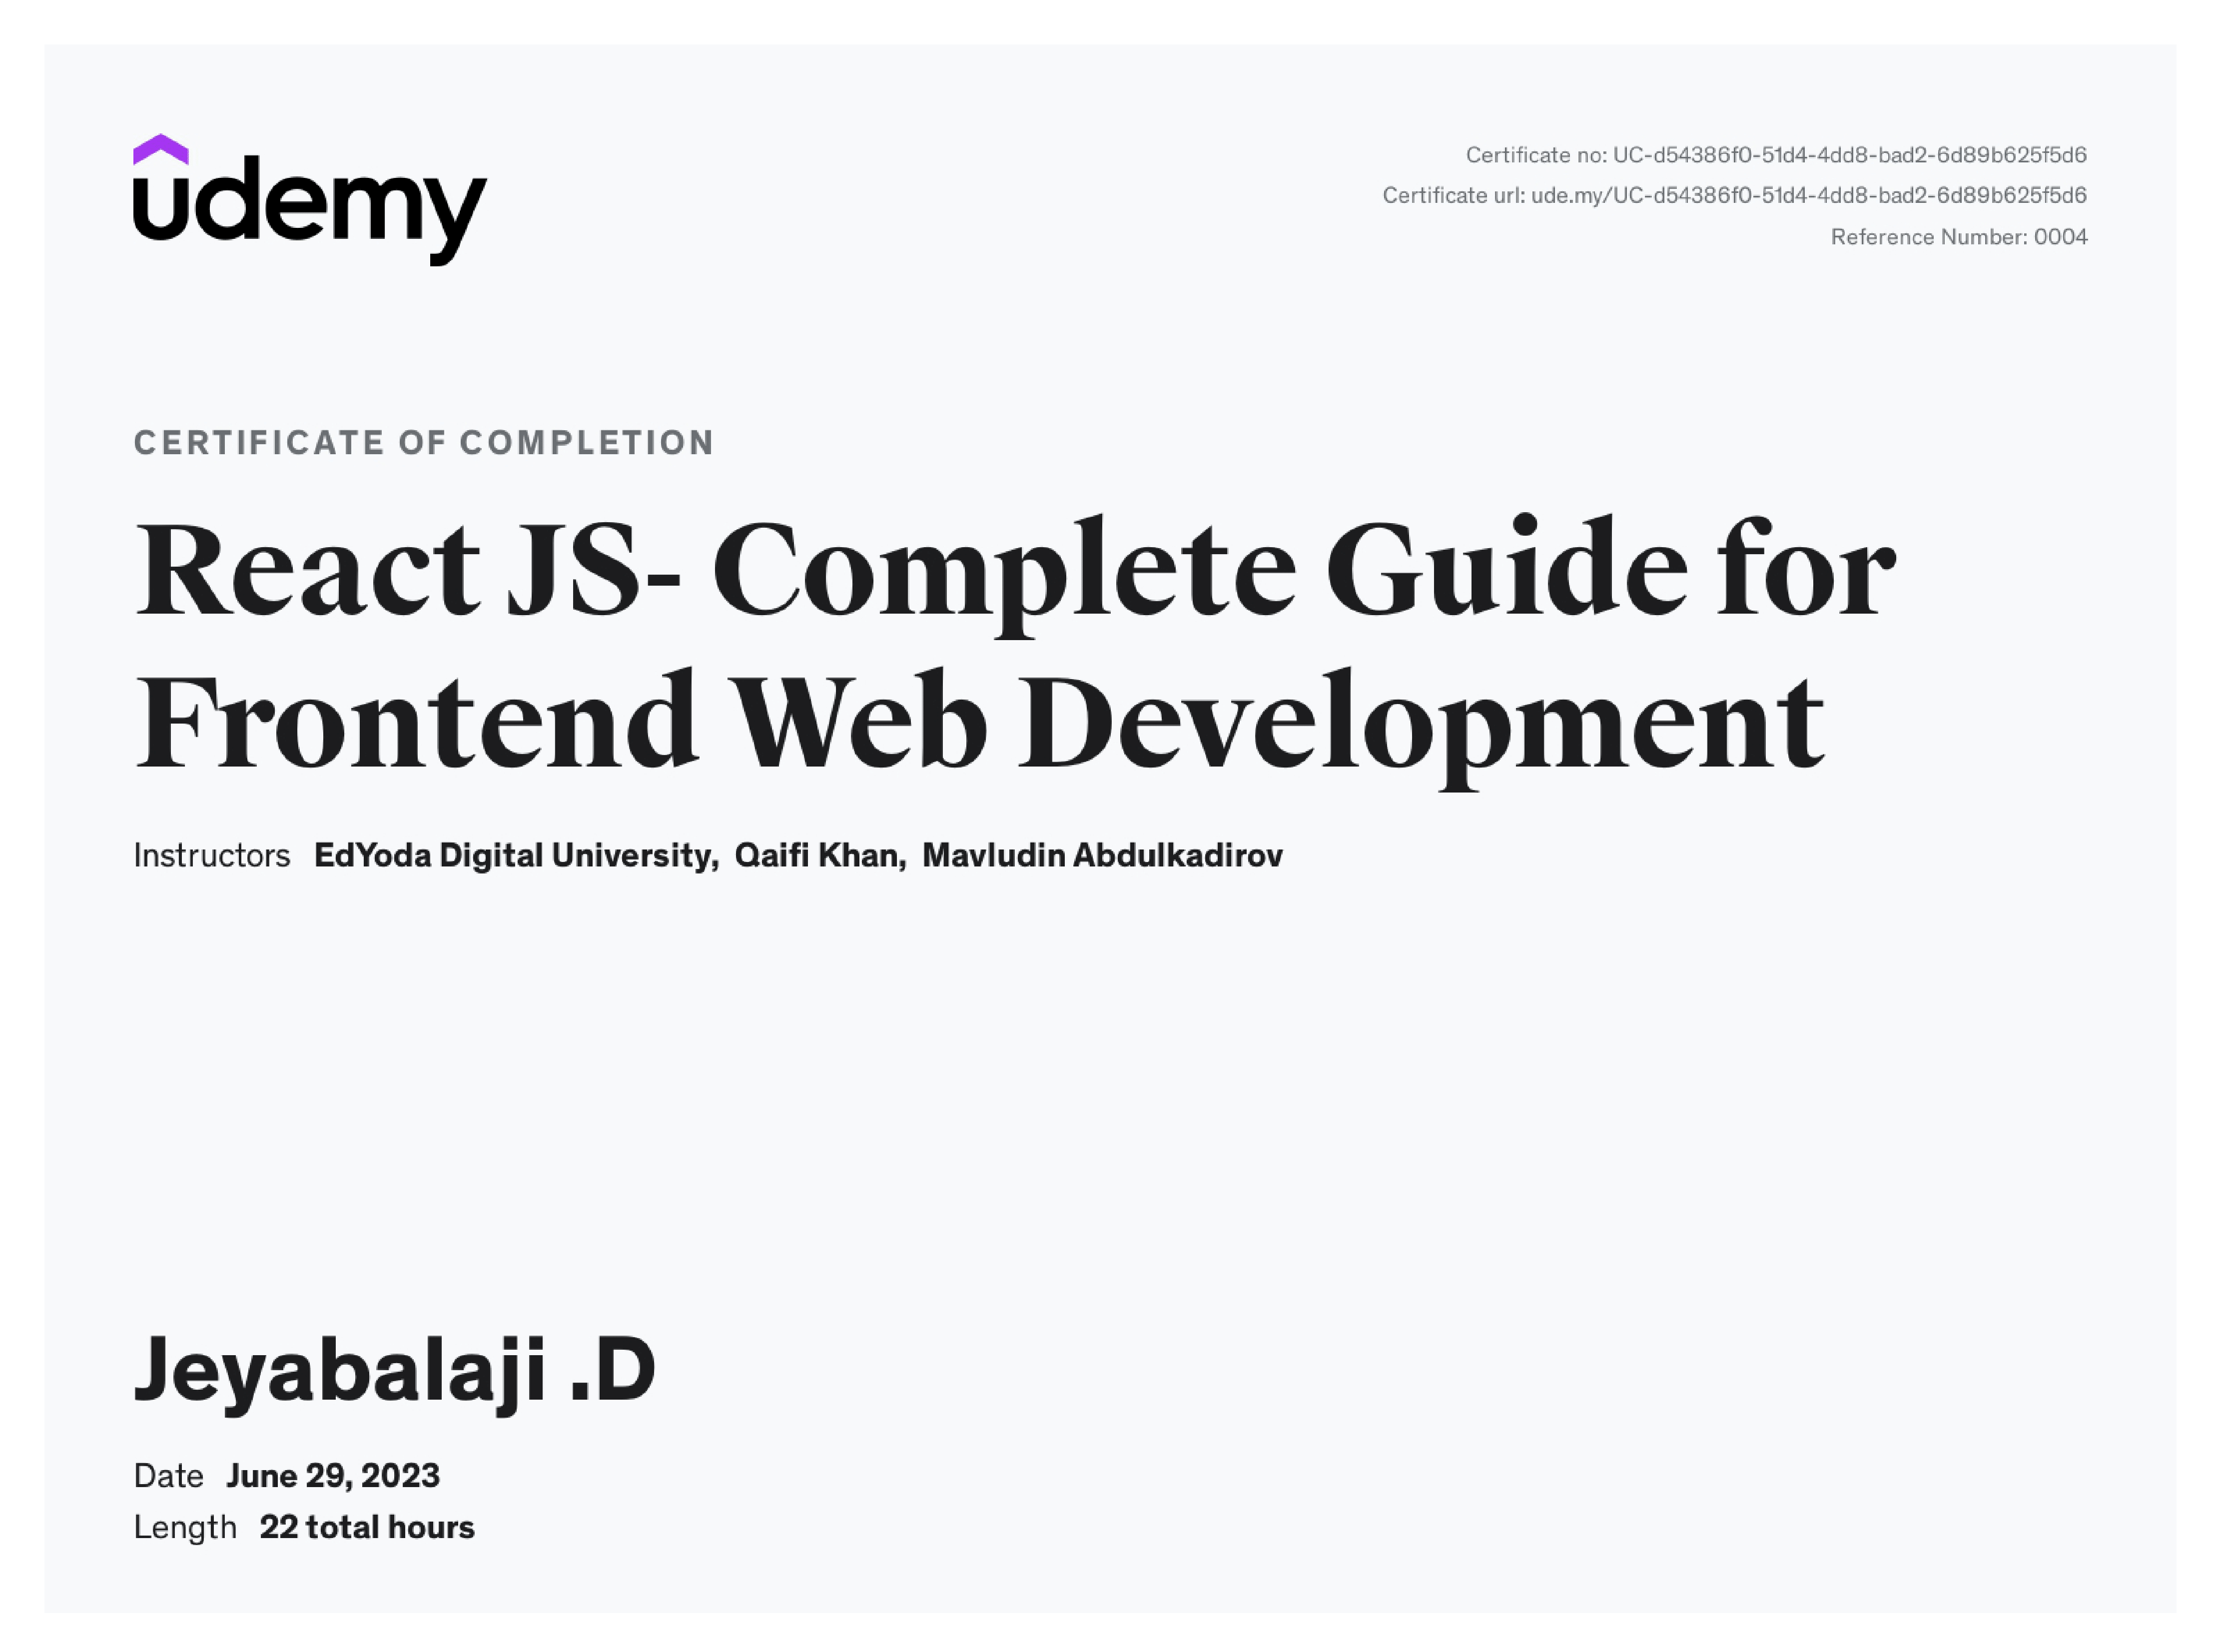 udemy
Certificate no: UC-d54386f0-51d4-4dd8-bad2-6d89b625f5d6
Certificate url: ude.my/UC-d54386f0-51d4-4dd8-bad2-6d89b625f5d6
Reference Number: 0004
CERTIFICATE OF COMPLETION
React JS- Complete Guide for
Frontend Web Development
Instructors EdYoda Digital University, Qaifi Khan, Mavludin Abdulkadirov
Jeyabalaji .D
Date June 29, 2023
Length 22 total hours